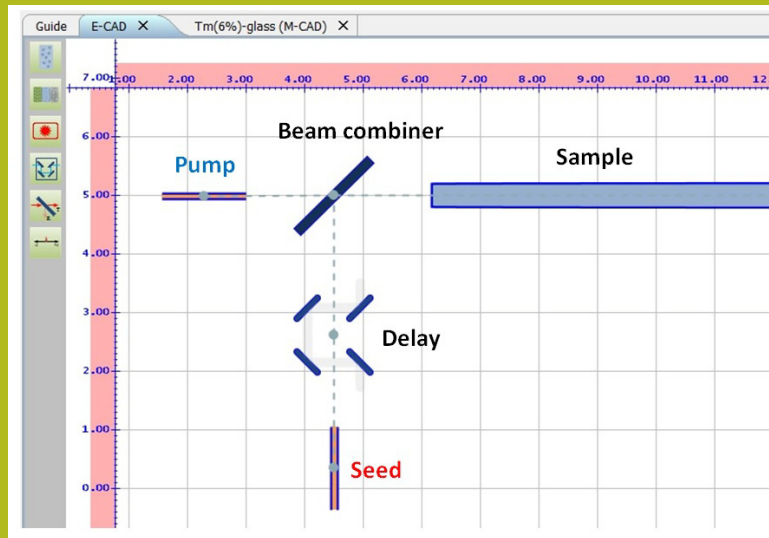 Guide E-CAD X Tm(6%)-glass (M-CAD) X
7.00 1.00 2.00 3.00 4.00 5.00 6.00 7.00 8.00 9.00 10.00 11.00 12
6.00
Beam combiner
Pump
Sample
5.00
4.00
3.00
Delay
2.00
1.00
Seed
0.00